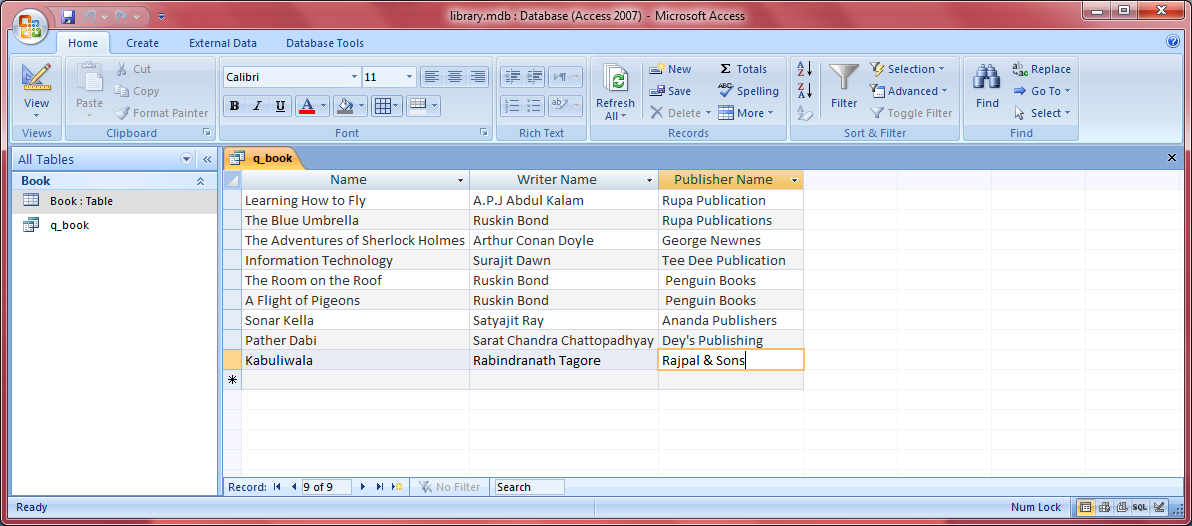 library.mdb : Database (Access 2007) - Microsoft Access
Home Create External Data Database Tools
View
Views
Paste
Cut
Copy
Format Painter
Clipboard
Calibri 11
B I U A
Font
Rich Text
Refresh All
New
Save
Delete
Σ Totals
ABC Spelling
More
Records
Filter
Selection
Advanced
Toggle Filter
Sort & Filter
Find
Replace
Go To
Select
Find
All Tables «
Book
Book : Table
q_book
q_book
Name Writer Name Publisher Name
Learning How to Fly A.P.J Abdul Kalam Rupa Publication
The Blue Umbrella Ruskin Bond Rupa Publications
The Adventures of Sherlock Holmes Arthur Conan Doyle George Newnes
Information Technology Surajit Dawn Tee Dee Publication
The Room on the Roof Ruskin Bond Penguin Books
A Flight of Pigeons Ruskin Bond Penguin Books
Sonar Kella Satyajit Ray Ananda Publishers
Pather Dabi Sarat Chandra Chattopadhyay Dey's Publishing
Kabuliwala Rabindranath Tagore Rajpal & Sons
Record: 9 of 9 No Filter Search
Ready Num Lock SQL